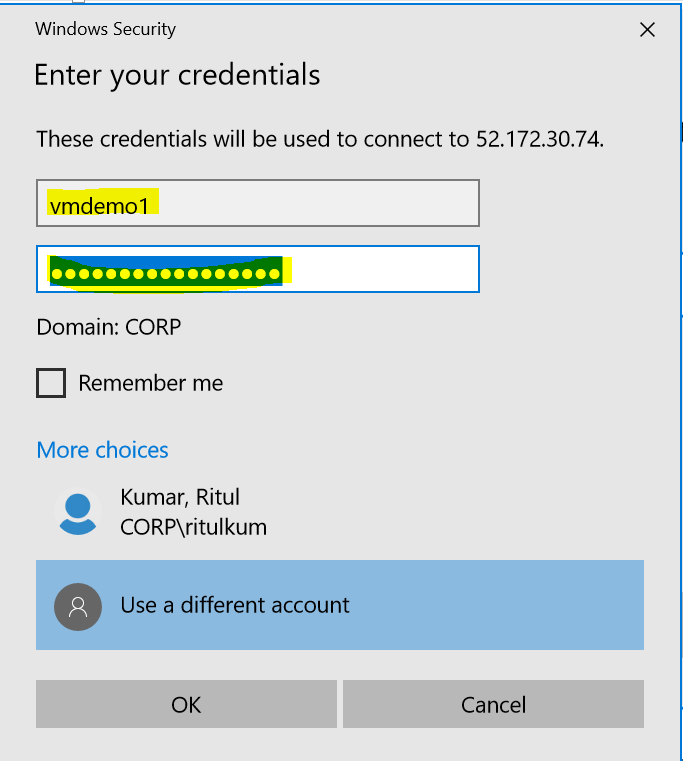 Windows Security
Enter your credentials
These credentials will be used to connect to 52.172.30.74.
vmdemo1
●●●●●●●●●●●●●●●●●
Domain: CORP
Remember me
More choices
Kumar, Ritul
CORP\ritulkum
Use a different account
OK Cancel